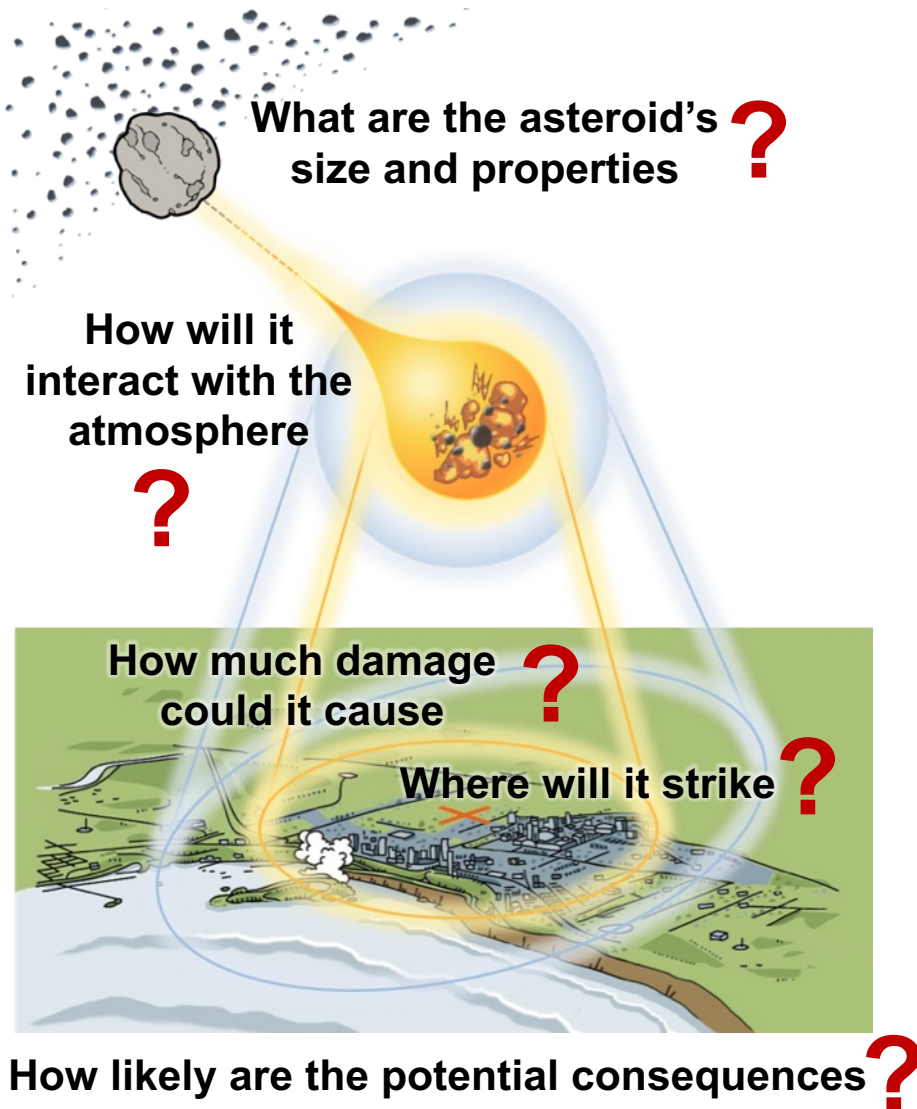 What are the asteroid's ?
size and properties
How will it
interact with the
atmosphere
?
How much damage ?
could it cause
Where will it strike ?
How likely are the potential consequences ?